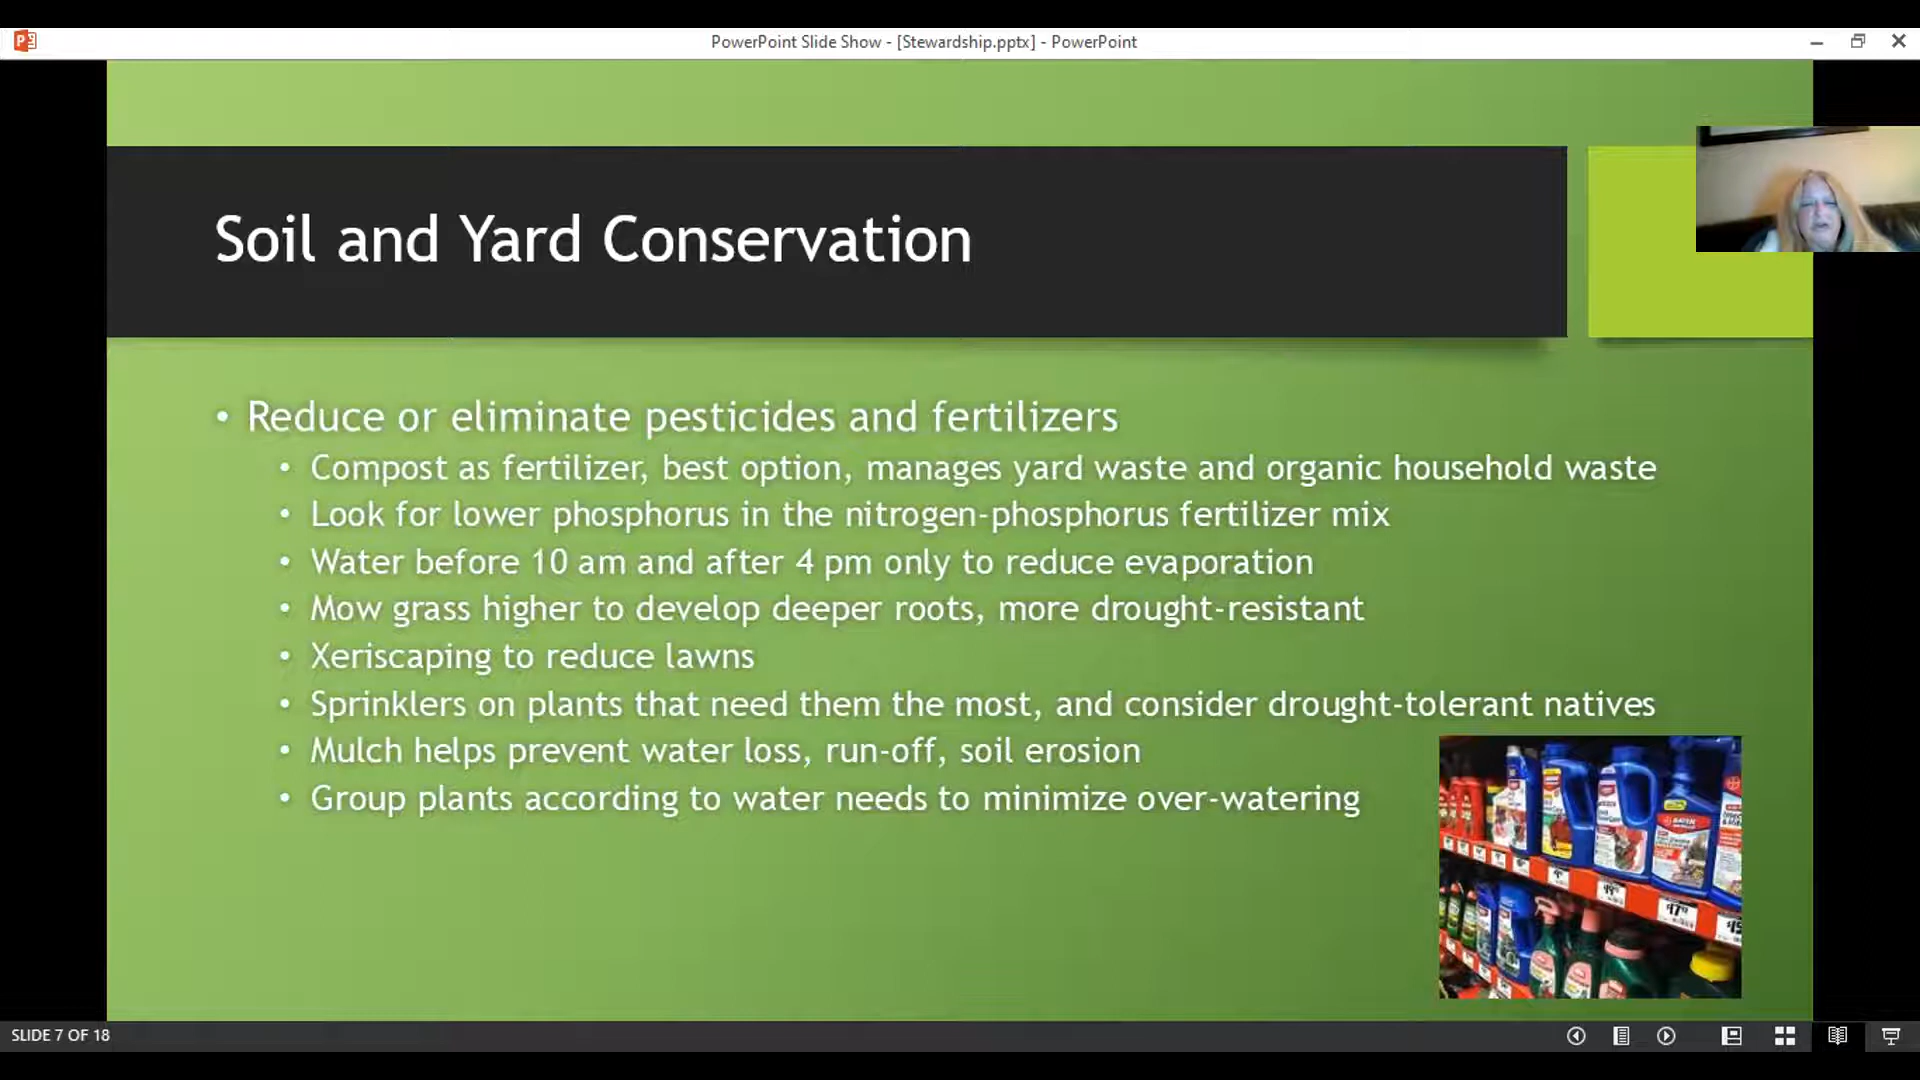 PowerPoint Slide Show - [Stewardship.pptx] - PowerPoint
Soil and Yard Conservation
• Reduce or eliminate pesticides and fertilizers
• Compost as fertilizer, best option, manages yard waste and organic household waste
• Look for lower phosphorus in the nitrogen-phosphorus fertilizer mix
• Water before 10 am and after 4 pm only to reduce evaporation
• Mow grass higher to develop deeper roots, more drought-resistant
• Xeriscaping to reduce lawns
• Sprinklers on plants that need them the most, and consider drought-tolerant natives
• Mulch helps prevent water loss, run-off, soil erosion
• Group plants according to water needs to minimize over-watering
SLIDE 7 OF 18